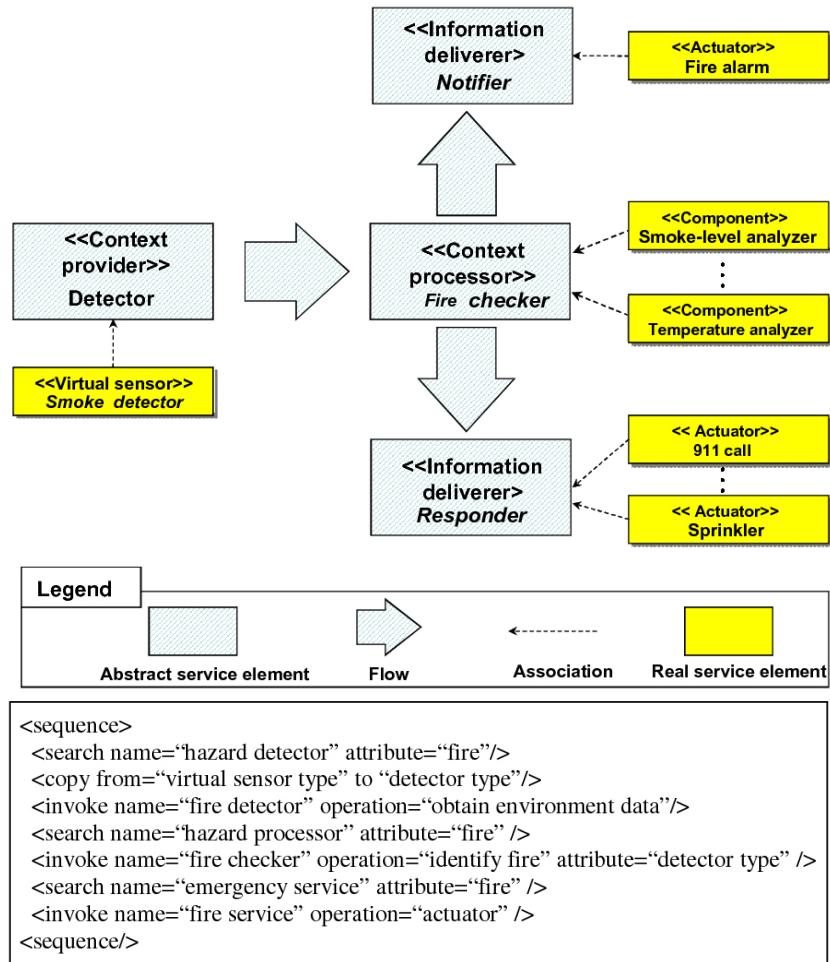 <<Information
deliverer>
Notifier
<<Actuator>>
Fire alarm
<<Context
provider>>
Detector
<<Context
processor>>
Fire checker
<<Component>>
Smoke-level analyzer
<<Component>>
Temperature analyzer
<<Virtual sensor>>
Smoke detector
<<Information
deliverer>
Responder
<< Actuator>>
911 call
<< Actuator>>
Sprinkler
Legend
Abstract service element
Flow
Association
Real service element
<sequence>
<search name=“hazard detector” attribute=“fire”/>
<copy from=“virtual sensor type” to “detector type”/>
<invoke name=“fire detector” operation=“obtain environment data”/>
<search name=“hazard processor” attribute=“fire” />
<invoke name=“fire checker” operation=“identify fire” attribute=“detector type” />
<search name=“emergency service” attribute=“fire” />
<invoke name=“fire service” operation=“actuator” />
<sequence/>